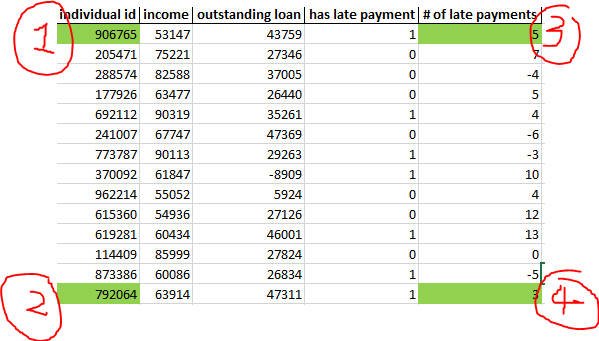 individual id income outstanding loan has late payment # of late payments
1 906765 53147 43759 1 5 3
205471 75221 27346 0 7
288574 82588 37005 0 -4
177926 63477 26440 0 5
692112 90319 35261 1 4
241007 67747 47369 0 -6
773787 90113 29263 1 -3
370092 61847 -8909 1 10
962214 55052 5924 0 4
615360 54936 27126 0 12
619281 60434 46001 1 13
114409 85999 27824 0 0
873386 60086 26834 1 -5
2 792064 63914 47311 1 3 4